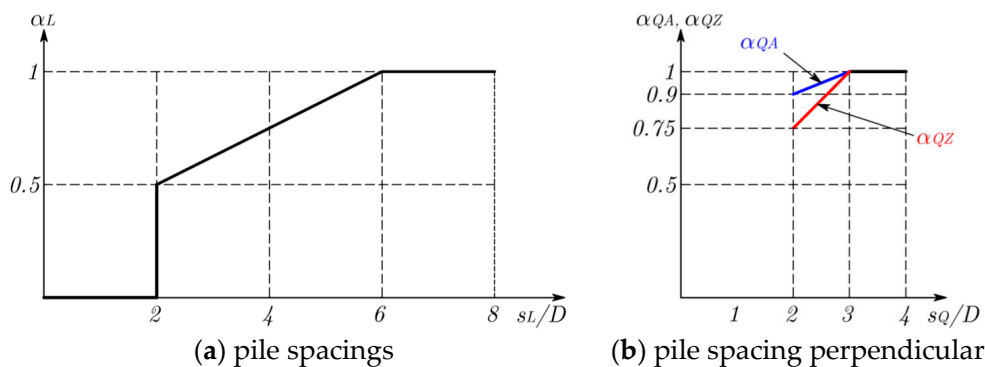 αL
1
0.5
2 4 6 8 sL/D
(a) pile spacings
αQA, αQZ
αQA
1
0.9
0.75
αQZ
0.5
1 2 3 4 sQ/D
(b) pile spacing perpendicular